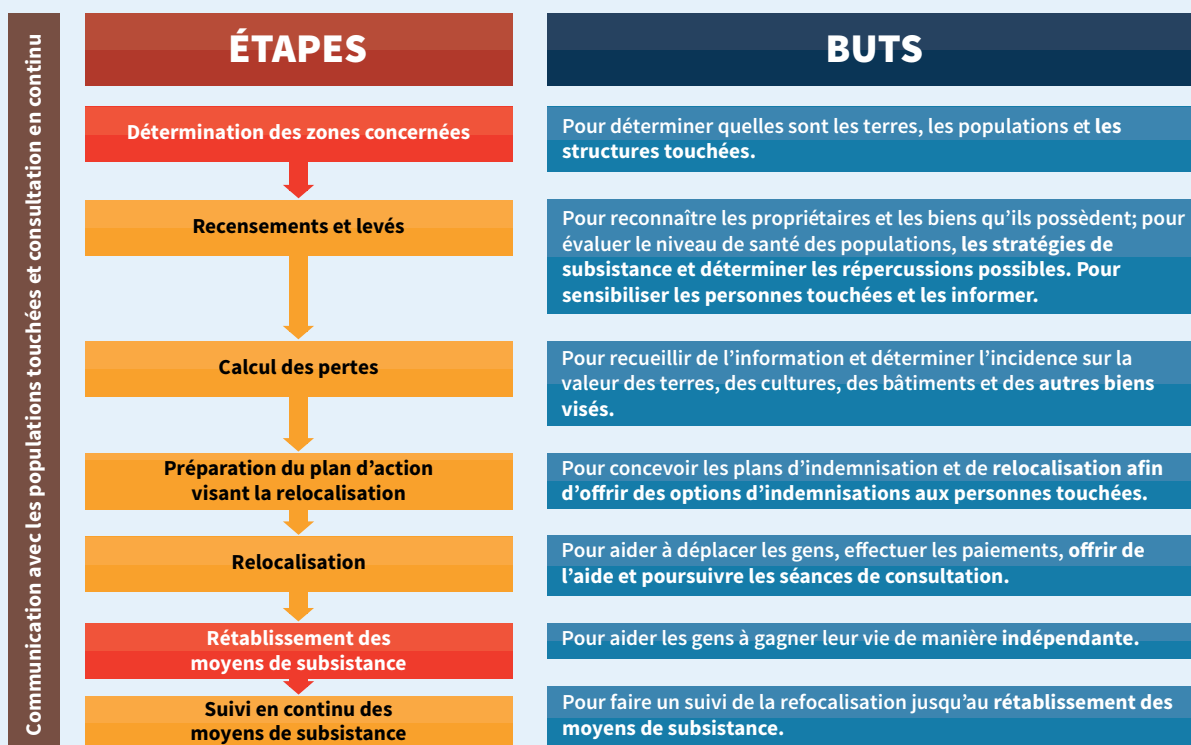 Communication avec les populations touchées et consultation en continu
ÉTAPES
BUTS
Détermination des zones concernées
Pour déterminer quelles sont les terres, les populations et les
structures touchées.
Recensements et levés
Pour reconnaître les propriétaires et les biens qu’ils possèdent; pour
évaluer le niveau de santé des populations, les stratégies de
subsistance et déterminer les répercussions possibles. Pour
sensibiliser les personnes touchées et les informer.
Calcul des pertes
Pour recueillir de l’information et déterminer l’incidence sur la
valeur des terres, des cultures, des bâtiments et des autres biens
visés.
Préparation du plan d’action
visant la relocalisation
Pour concevoir les plans d’indemnisation et de relocalisation afin
d’offrir des options d’indemnisations aux personnes touchées.
Relocalisation
Pour aider à déplacer les gens, effectuer les paiements, offrir de
l’aide et poursuivre les séances de consultation.
Rétablissement des
moyens de subsistance
Pour aider les gens à gagner leur vie de manière indépendante.
Suivi en continu des
moyens de subsistance
Pour faire un suivi de la refocalisation jusqu’au rétablissement des
moyens de subsistance.